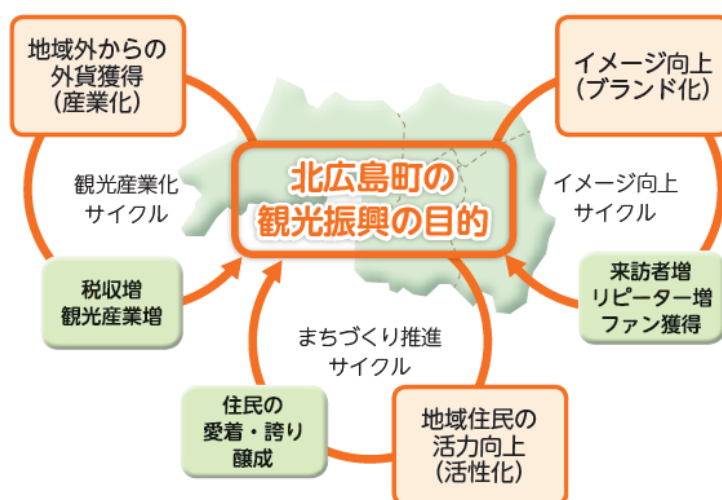 地域外からの
外貨獲得
(産業化)
イメージ向上
(ブランド化)
北広島町の
観光振興の目的
観光産業化
サイクル
イメージ向上
サイクル
税収増
観光産業増
来訪者増
リピーター増
ファン獲得
まちづくり推進
サイクル
住民の
愛着・誇り
醸成
地域住民の
活力向上
(活性化)